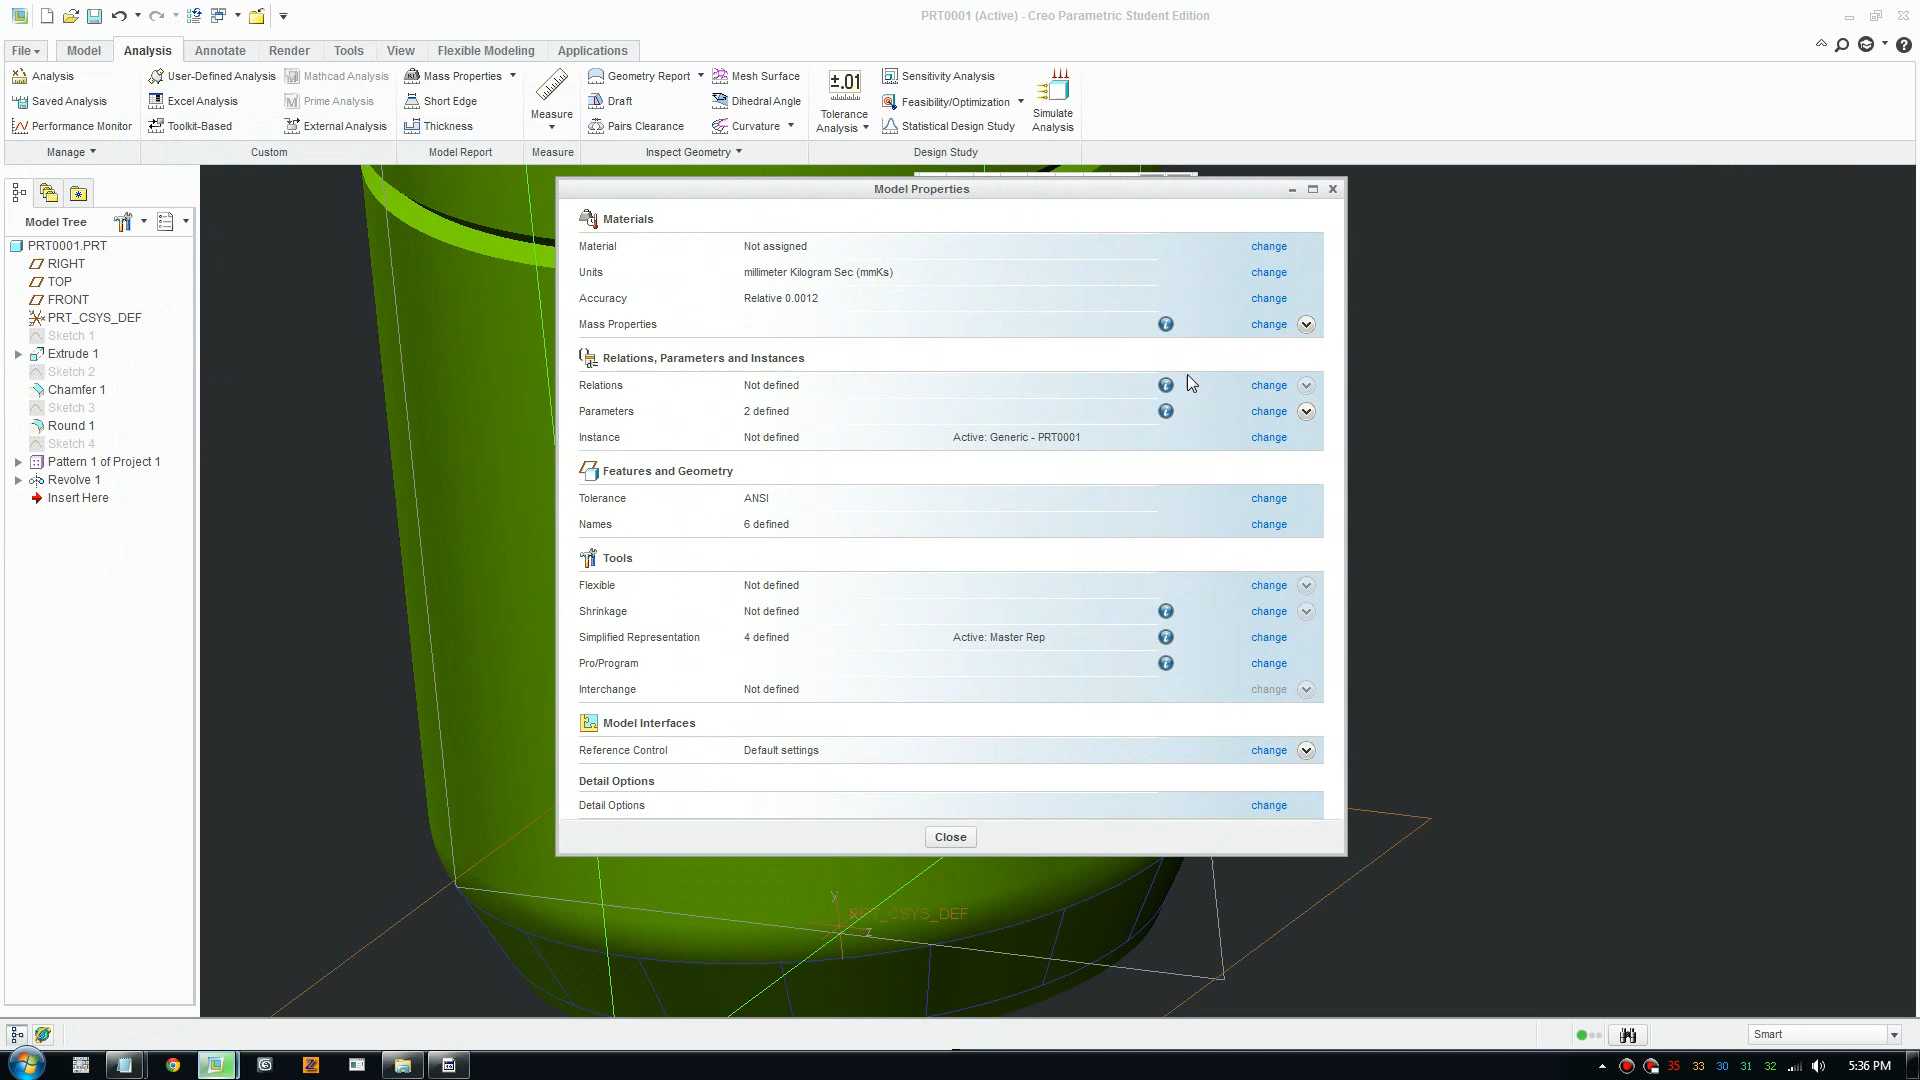 PRT0001 (Active) - Creo Parametric Student Edition
File Model Analysis Annotate Render Tools View Flexible Modeling Applications
Analysis User-Defined Analysis Mathcad Analysis Mass Properties Geometry Report Mesh Surface Sensitivity Analysis
Saved Analysis Excel Analysis Prime Analysis Short Edge Draft Dihedral Angle Feasibility/Optimization
Performance Monitor Toolkit-Based External Analysis Thickness Pairs Clearance Curvature Statistical Design Study
Measure
±.01
Tolerance
Analysis
Simulate
Analysis
Manage Custom Model Report Measure Inspect Geometry Design Study
Model Tree
PRT0001.PRT
RIGHT
TOP
FRONT
PRT_CSYS_DEF
Sketch 1
Extrude 1
Sketch 2
Chamfer 1
Sketch 3
Round 1
Sketch 4
Pattern 1 of Project 1
Revolve 1
Insert Here
Model Properties
Materials
Material Not assigned change
Units millimeter Kilogram Sec (mmKs) change
Accuracy Relative 0.0012 change
Mass Properties change
Relations, Parameters and Instances
Relations Not defined change
Parameters 2 defined change
Instance Not defined Active: Generic - PRT0001 change
Features and Geometry
Tolerance ANSI change
Names 6 defined change
Tools
Flexible Not defined change
Shrinkage Not defined change
Simplified Representation 4 defined Active: Master Rep change
Pro/Program change
Interchange Not defined change
Model Interfaces
Reference Control Default settings change
Detail Options
Detail Options change
Close
y
PRT_CSYS_DEF
z
Smart
35 33 30 31 32 5:36 PM